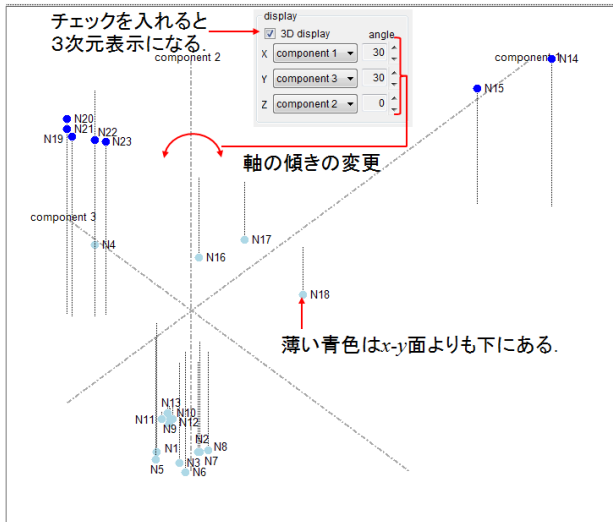 チェックを入れると
3次元表示になる.
display
3D display
angle
X
component 1
30
Y
component 3
30
Z
component 2
0
component 2
component 1
N14
N15
N20
N21
N19
N22
N23
軸の傾きの変更
component 3
N4
N17
N16
N18
薄い青色はx-y面よりも下にある.
N13
N10
N11
N12
N9
N2
N8
N1
N3
N7
N5
N6